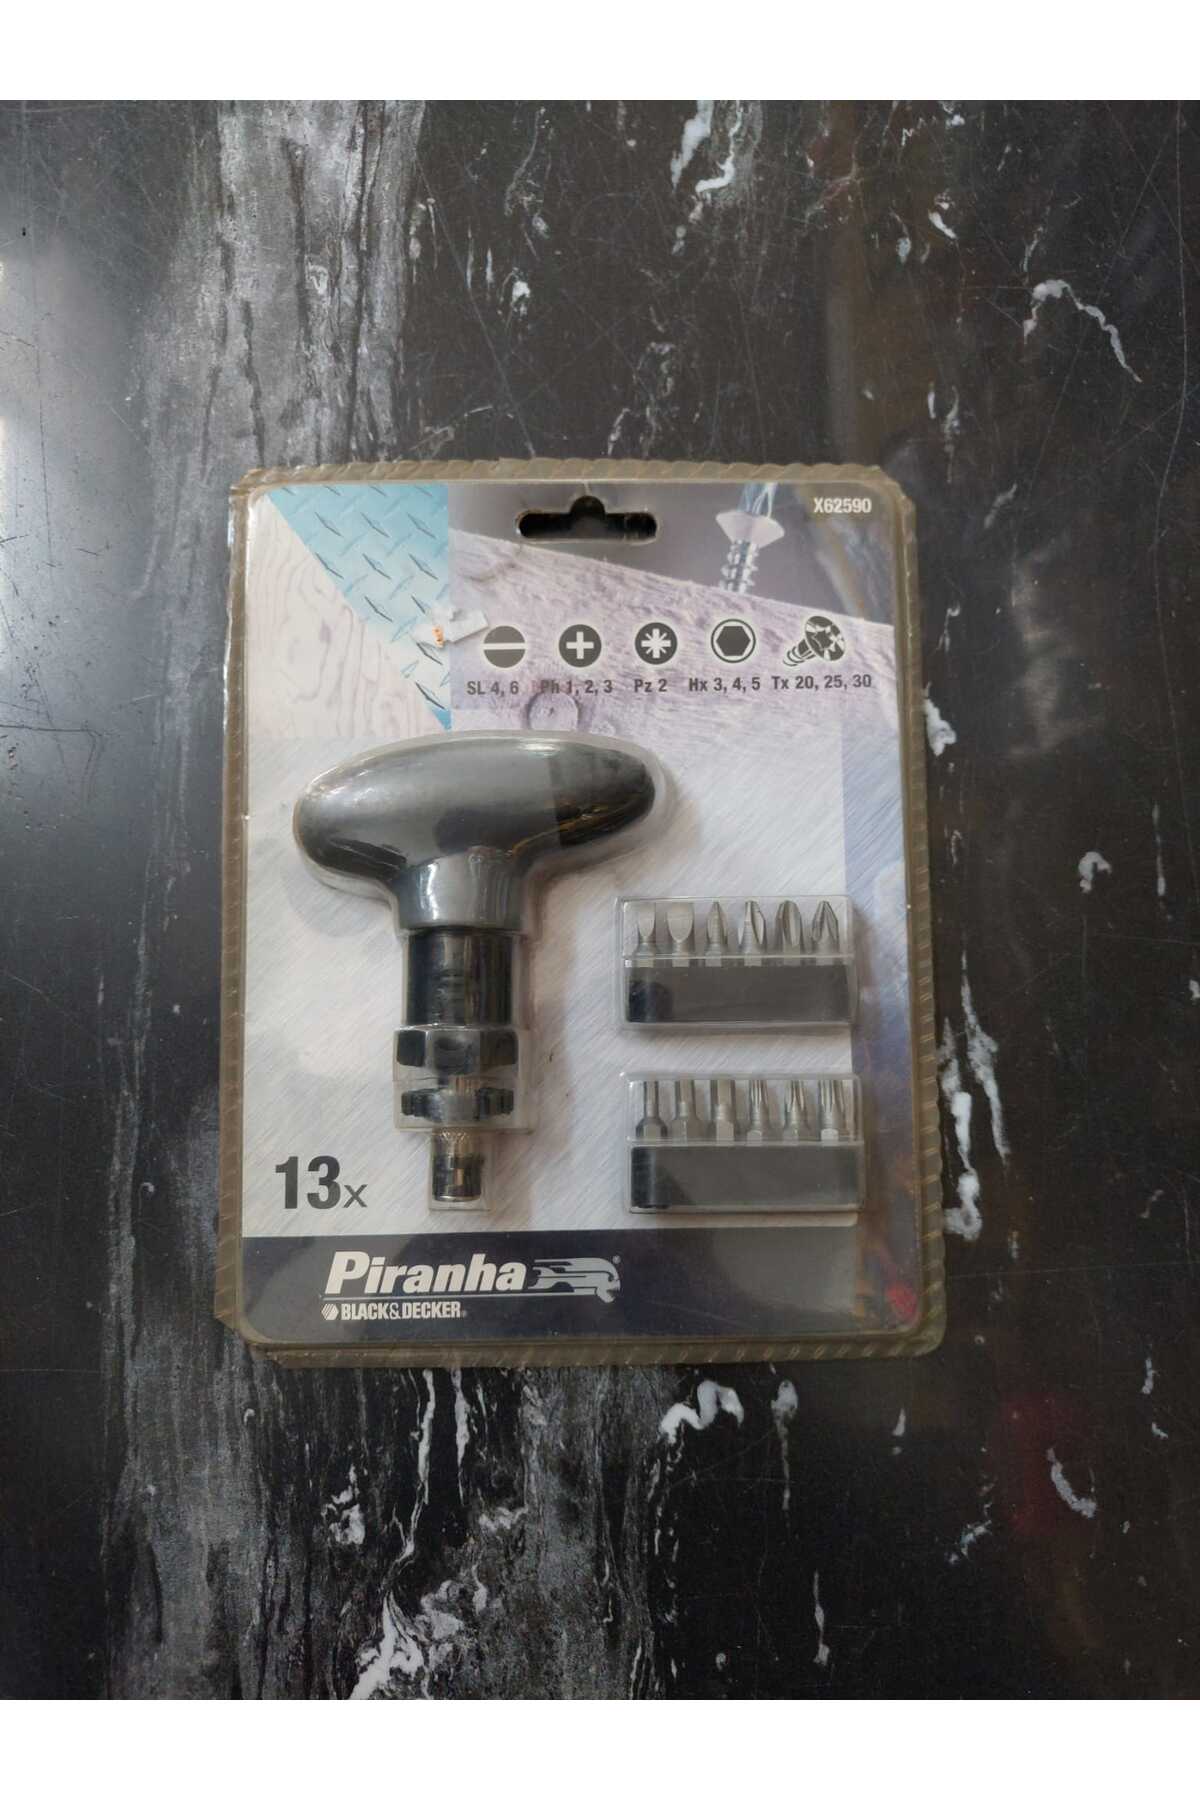 X62590
SL 4, 6 Ph 1, 2, 3 Pz 2 Hx 3, 4, 5 Tx 20, 25, 30
13x
Piranha®
BLACK&DECKER®